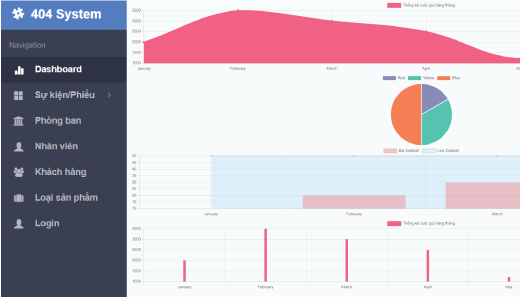 404 System
Navigation
Dashboard
Sự kiện/Phiếu
Phòng ban
Nhân viên
Khách hàng
Loại sản phẩm
Login
Thống kê cuộc gọi hàng tháng
3500
3000
2500
2000
1500
1000
January
February
March
April
Red
Yellow
Blue
Bar Dataset
Line Dataset
50
45
40
35
30
25
20
15
10
January
February
March
Thống kê cuộc gọi hàng tháng
3500
3000
2500
2000
1500
1000
January
February
March
April
May